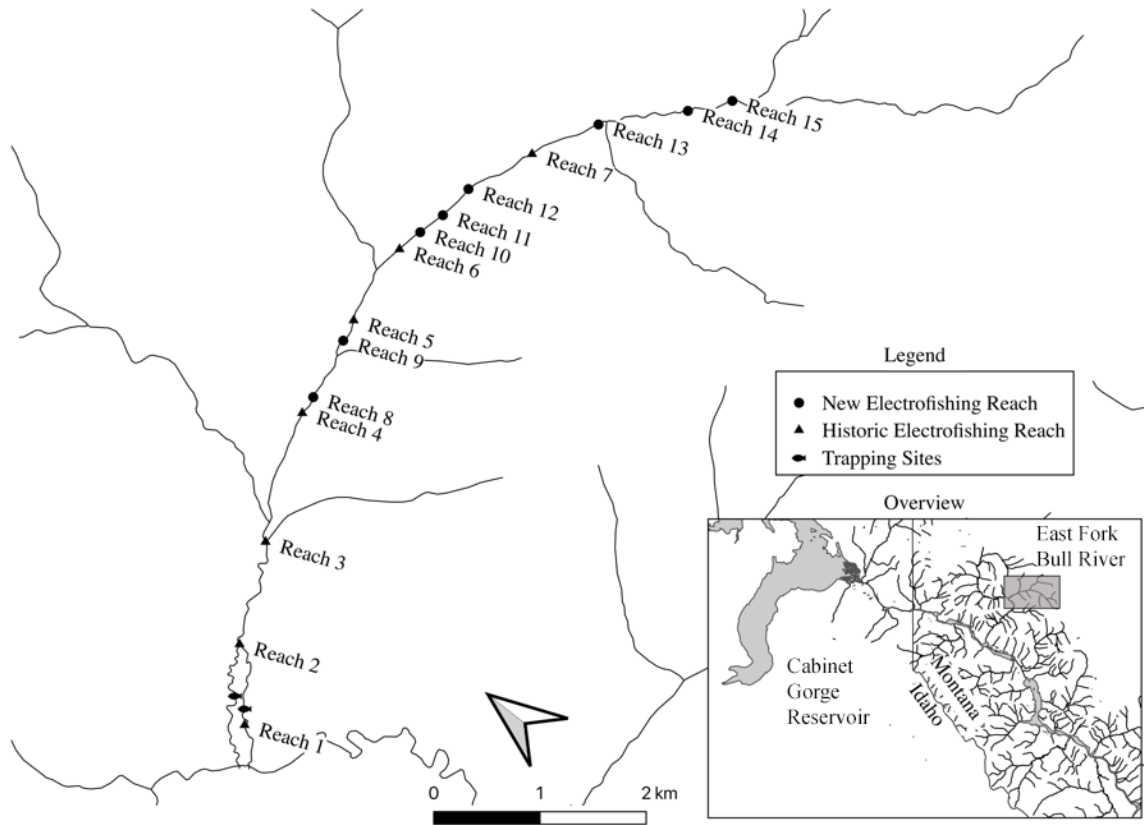 Reach 15
Reach 14
Reach 13
Reach 7
Reach 12
Reach 11
Reach 10
Reach 6
Reach 5
Reach 9
Reach 8
Reach 4
Reach 3
Reach 2
Reach 1
Legend
New Electrofishing Reach
Historic Electrofishing Reach
Trapping Sites
Overview
East Fork
Bull River
Cabinet
Gorge
Reservoir
Montana
Idaho
0 1 2 km